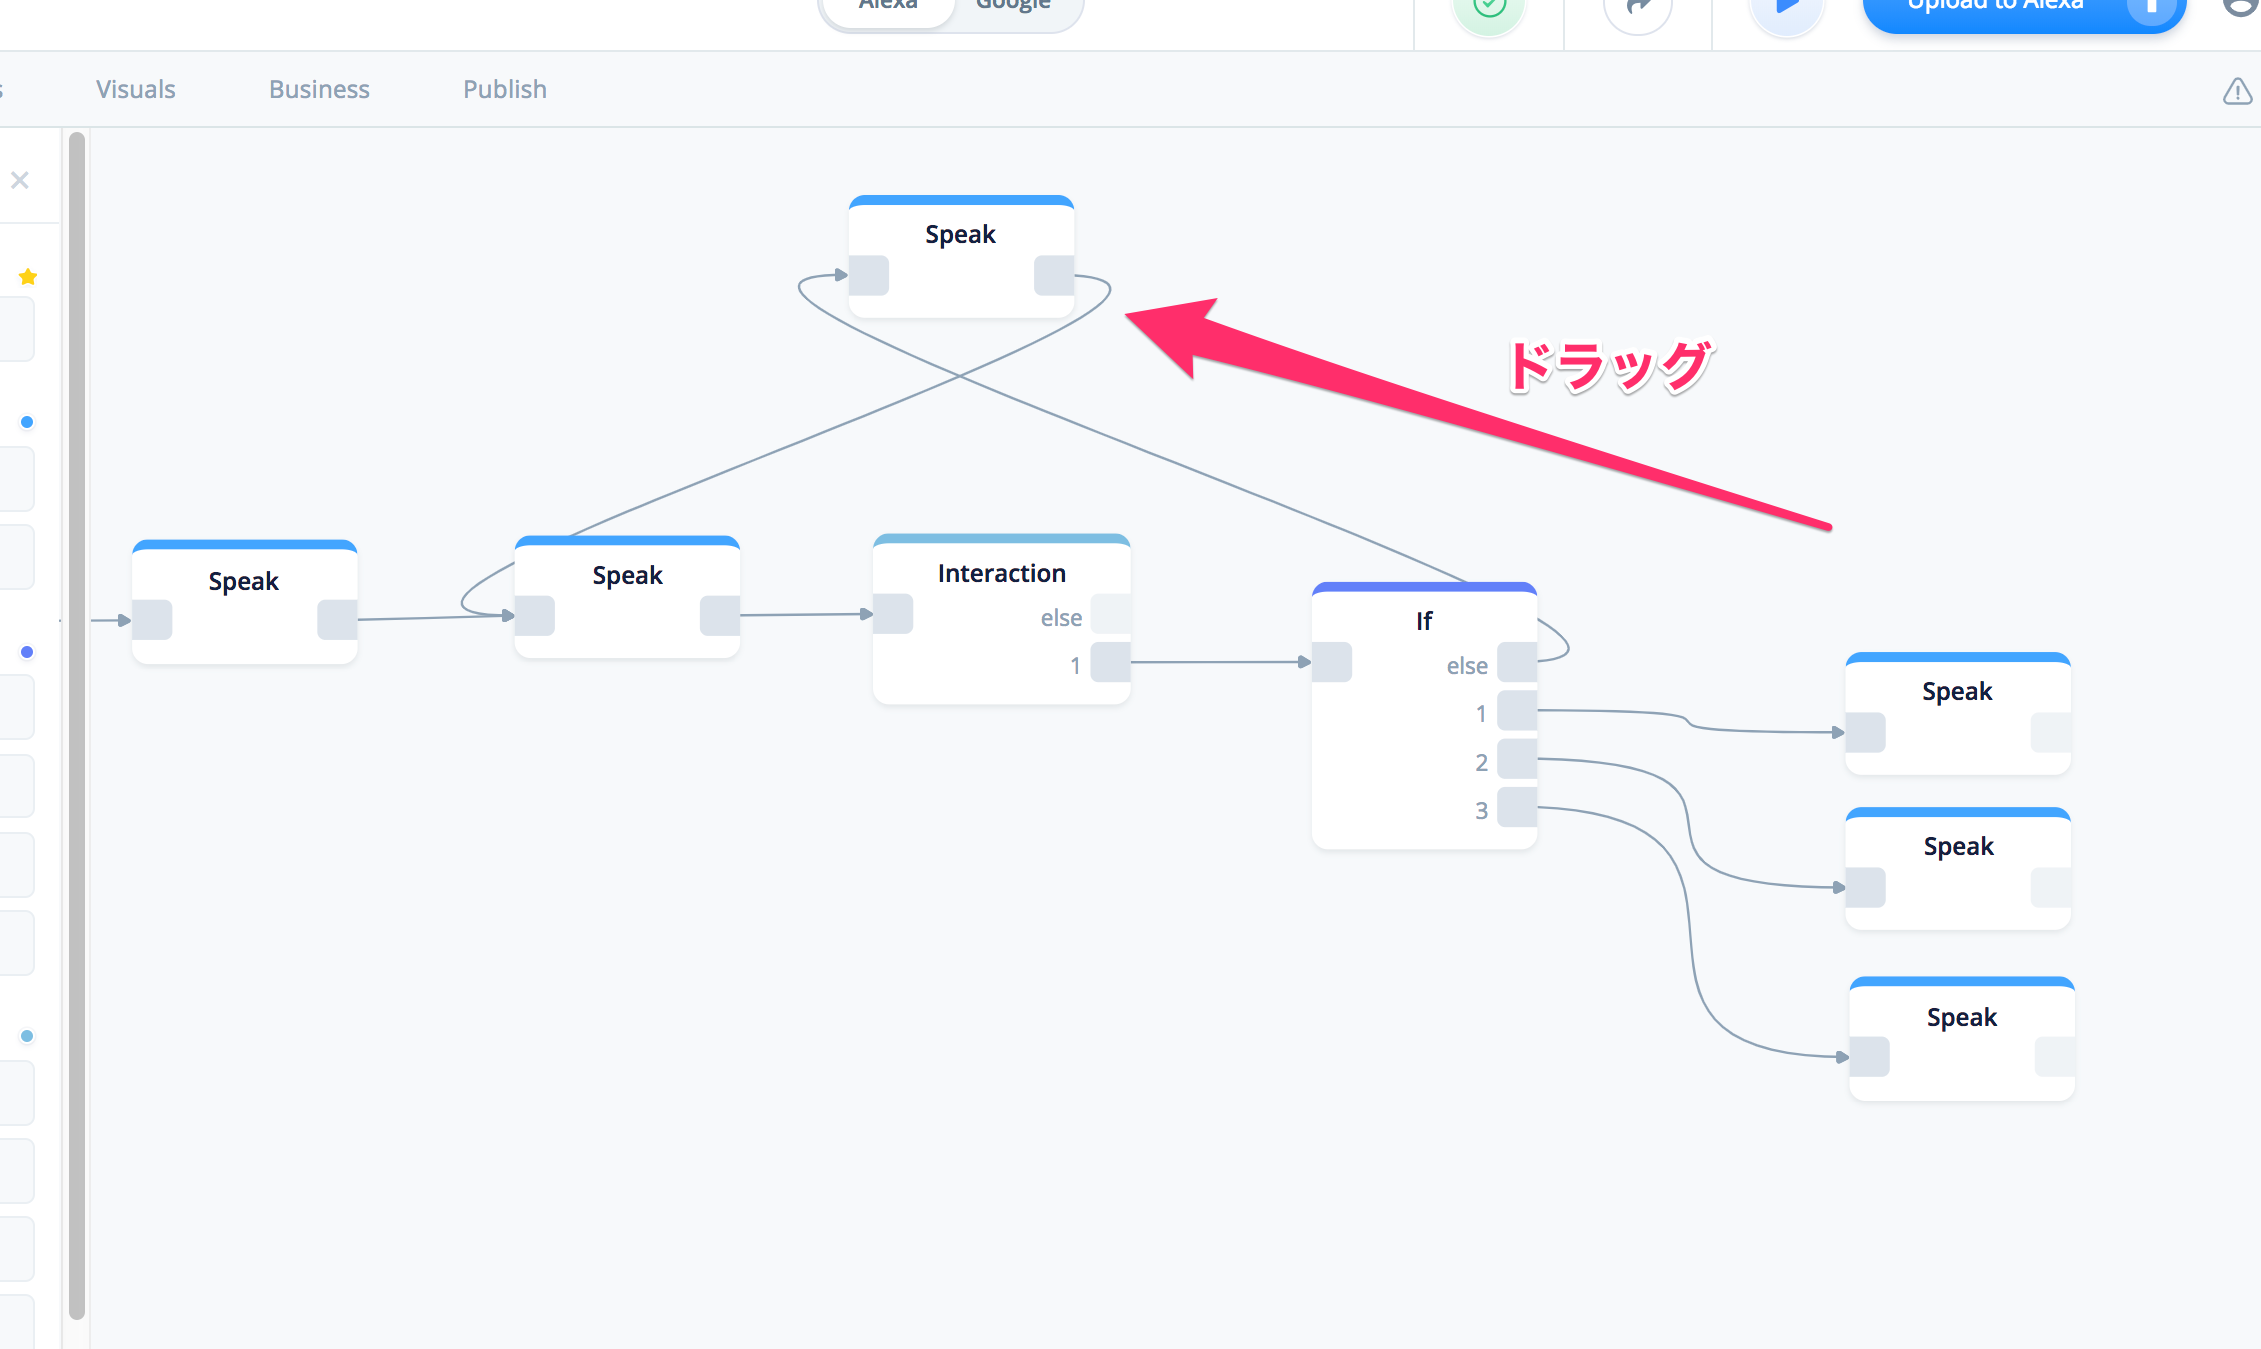 Alexa
Google
Upload to Alexa
Visuals
Business
Publish
Speak
ドラッグ
Speak
Speak
Interaction
else
1
If
else
1
2
3
Speak
Speak
Speak